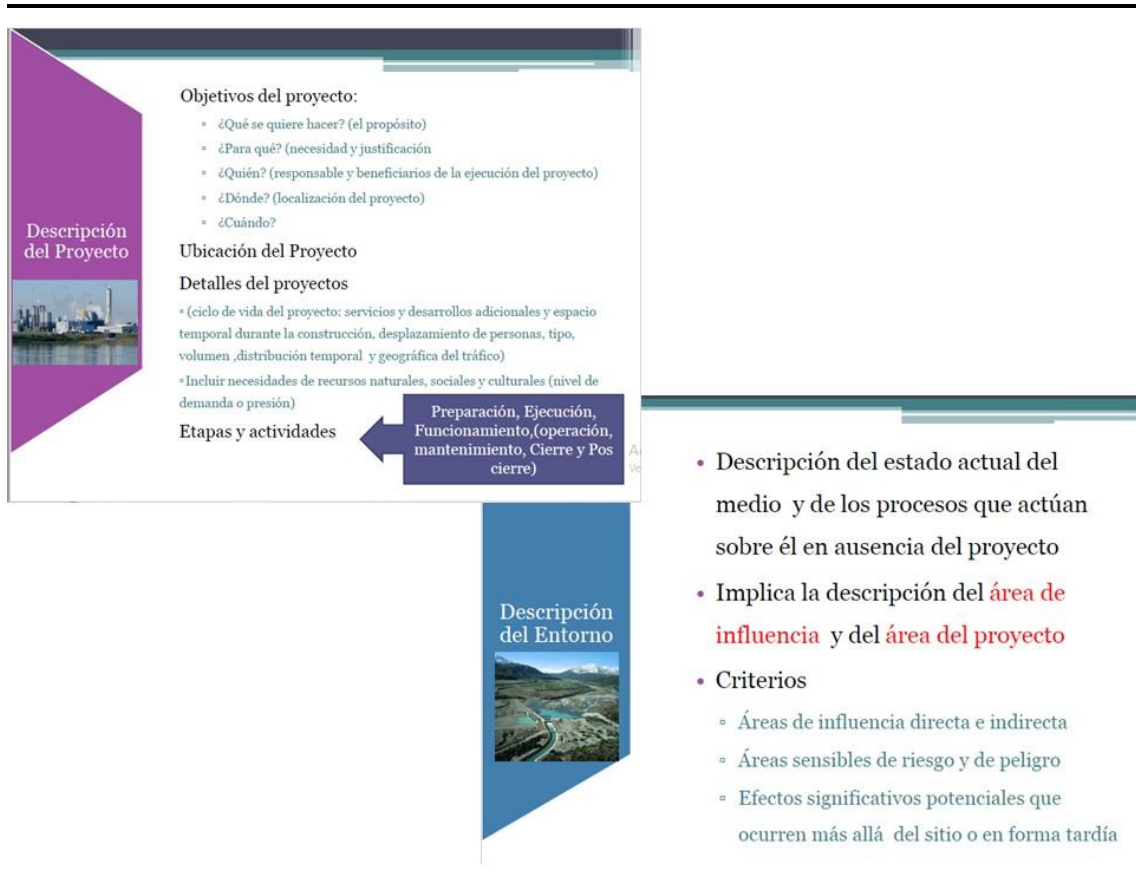 Descripción
del Proyecto
Objetivos del proyecto:
▫ ¿Qué se quiere hacer? (el propósito)
▫ ¿Para qué? (necesidad y justificación
▫ ¿Quién? (responsable y beneficiarios de la ejecución del proyecto)
▫ ¿Dónde? (localización del proyecto)
▫ ¿Cuándo?
Ubicación del Proyecto
Detalles del proyectos
▫ (ciclo de vida del proyecto: servicios y desarrollos adicionales y espacio
temporal durante la construcción, desplazamiento de personas, tipo,
volumen ,distribución temporal y geográfica del tráfico)
▫Incluir necesidades de recursos naturales, sociales y culturales (nivel de
demanda o presión)
Etapas y actividades
Preparación, Ejecución,
Funcionamiento,(operación,
mantenimiento, Cierre y Pos
cierre)
Descripción
del Entorno
• Descripción del estado actual del
medio y de los procesos que actúan
sobre él en ausencia del proyecto
• Implica la descripción del área de
influencia y del área del proyecto
• Criterios
▫ Áreas de influencia directa e indirecta
▫ Áreas sensibles de riesgo y de peligro
▫ Efectos significativos potenciales que
ocurren más allá del sitio o en forma tardía